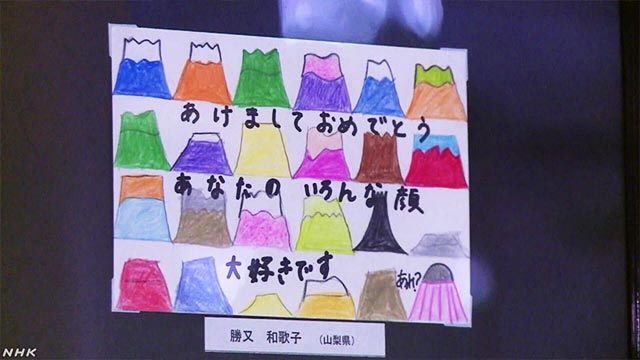 あけましておめでとう
あなたの いろんな顔
大好きです
あれ?
勝又 和歌子 (山梨県)
NHK